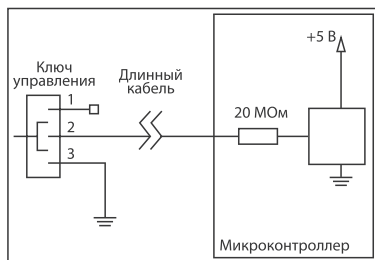 +5 В
Ключ
управления
Длинный
кабель
1
2
3
20 МОм
Микроконтроллер